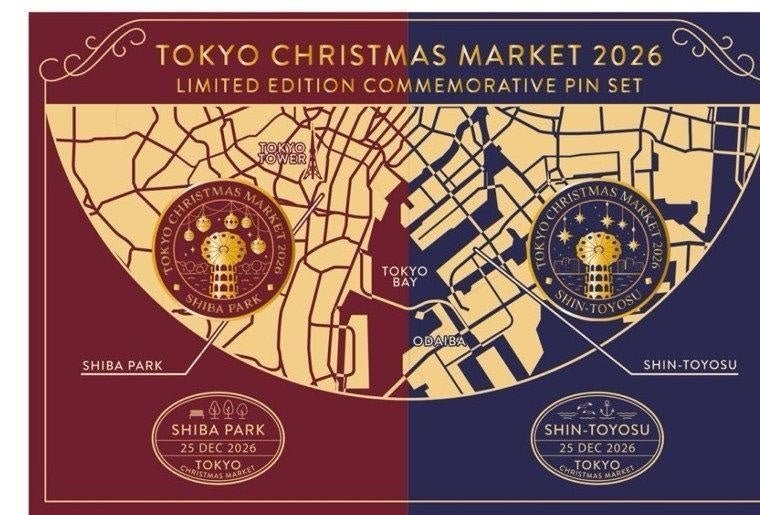 TOKYO CHRISTMAS MARKET 2026
LIMITED EDITION COMMEMORATIVE PIN SET
TOKYO
TOWER
TOKYO CHRISTMAS MARKET 2026
SHIBA PARK
TOKYO CHRISTMAS MARKET 2026
SHIN-TOYOSU
TOKYO
BAY
ODAIBA
SHIBA PARK
SHIN-TOYOSU
SHIBA PARK
25 DEC 2026
TOKYO
CHRISTMAS MARKET
SHIN-TOYOSU
25 DEC 2026
TOKYO
CHRISTMAS MARKET